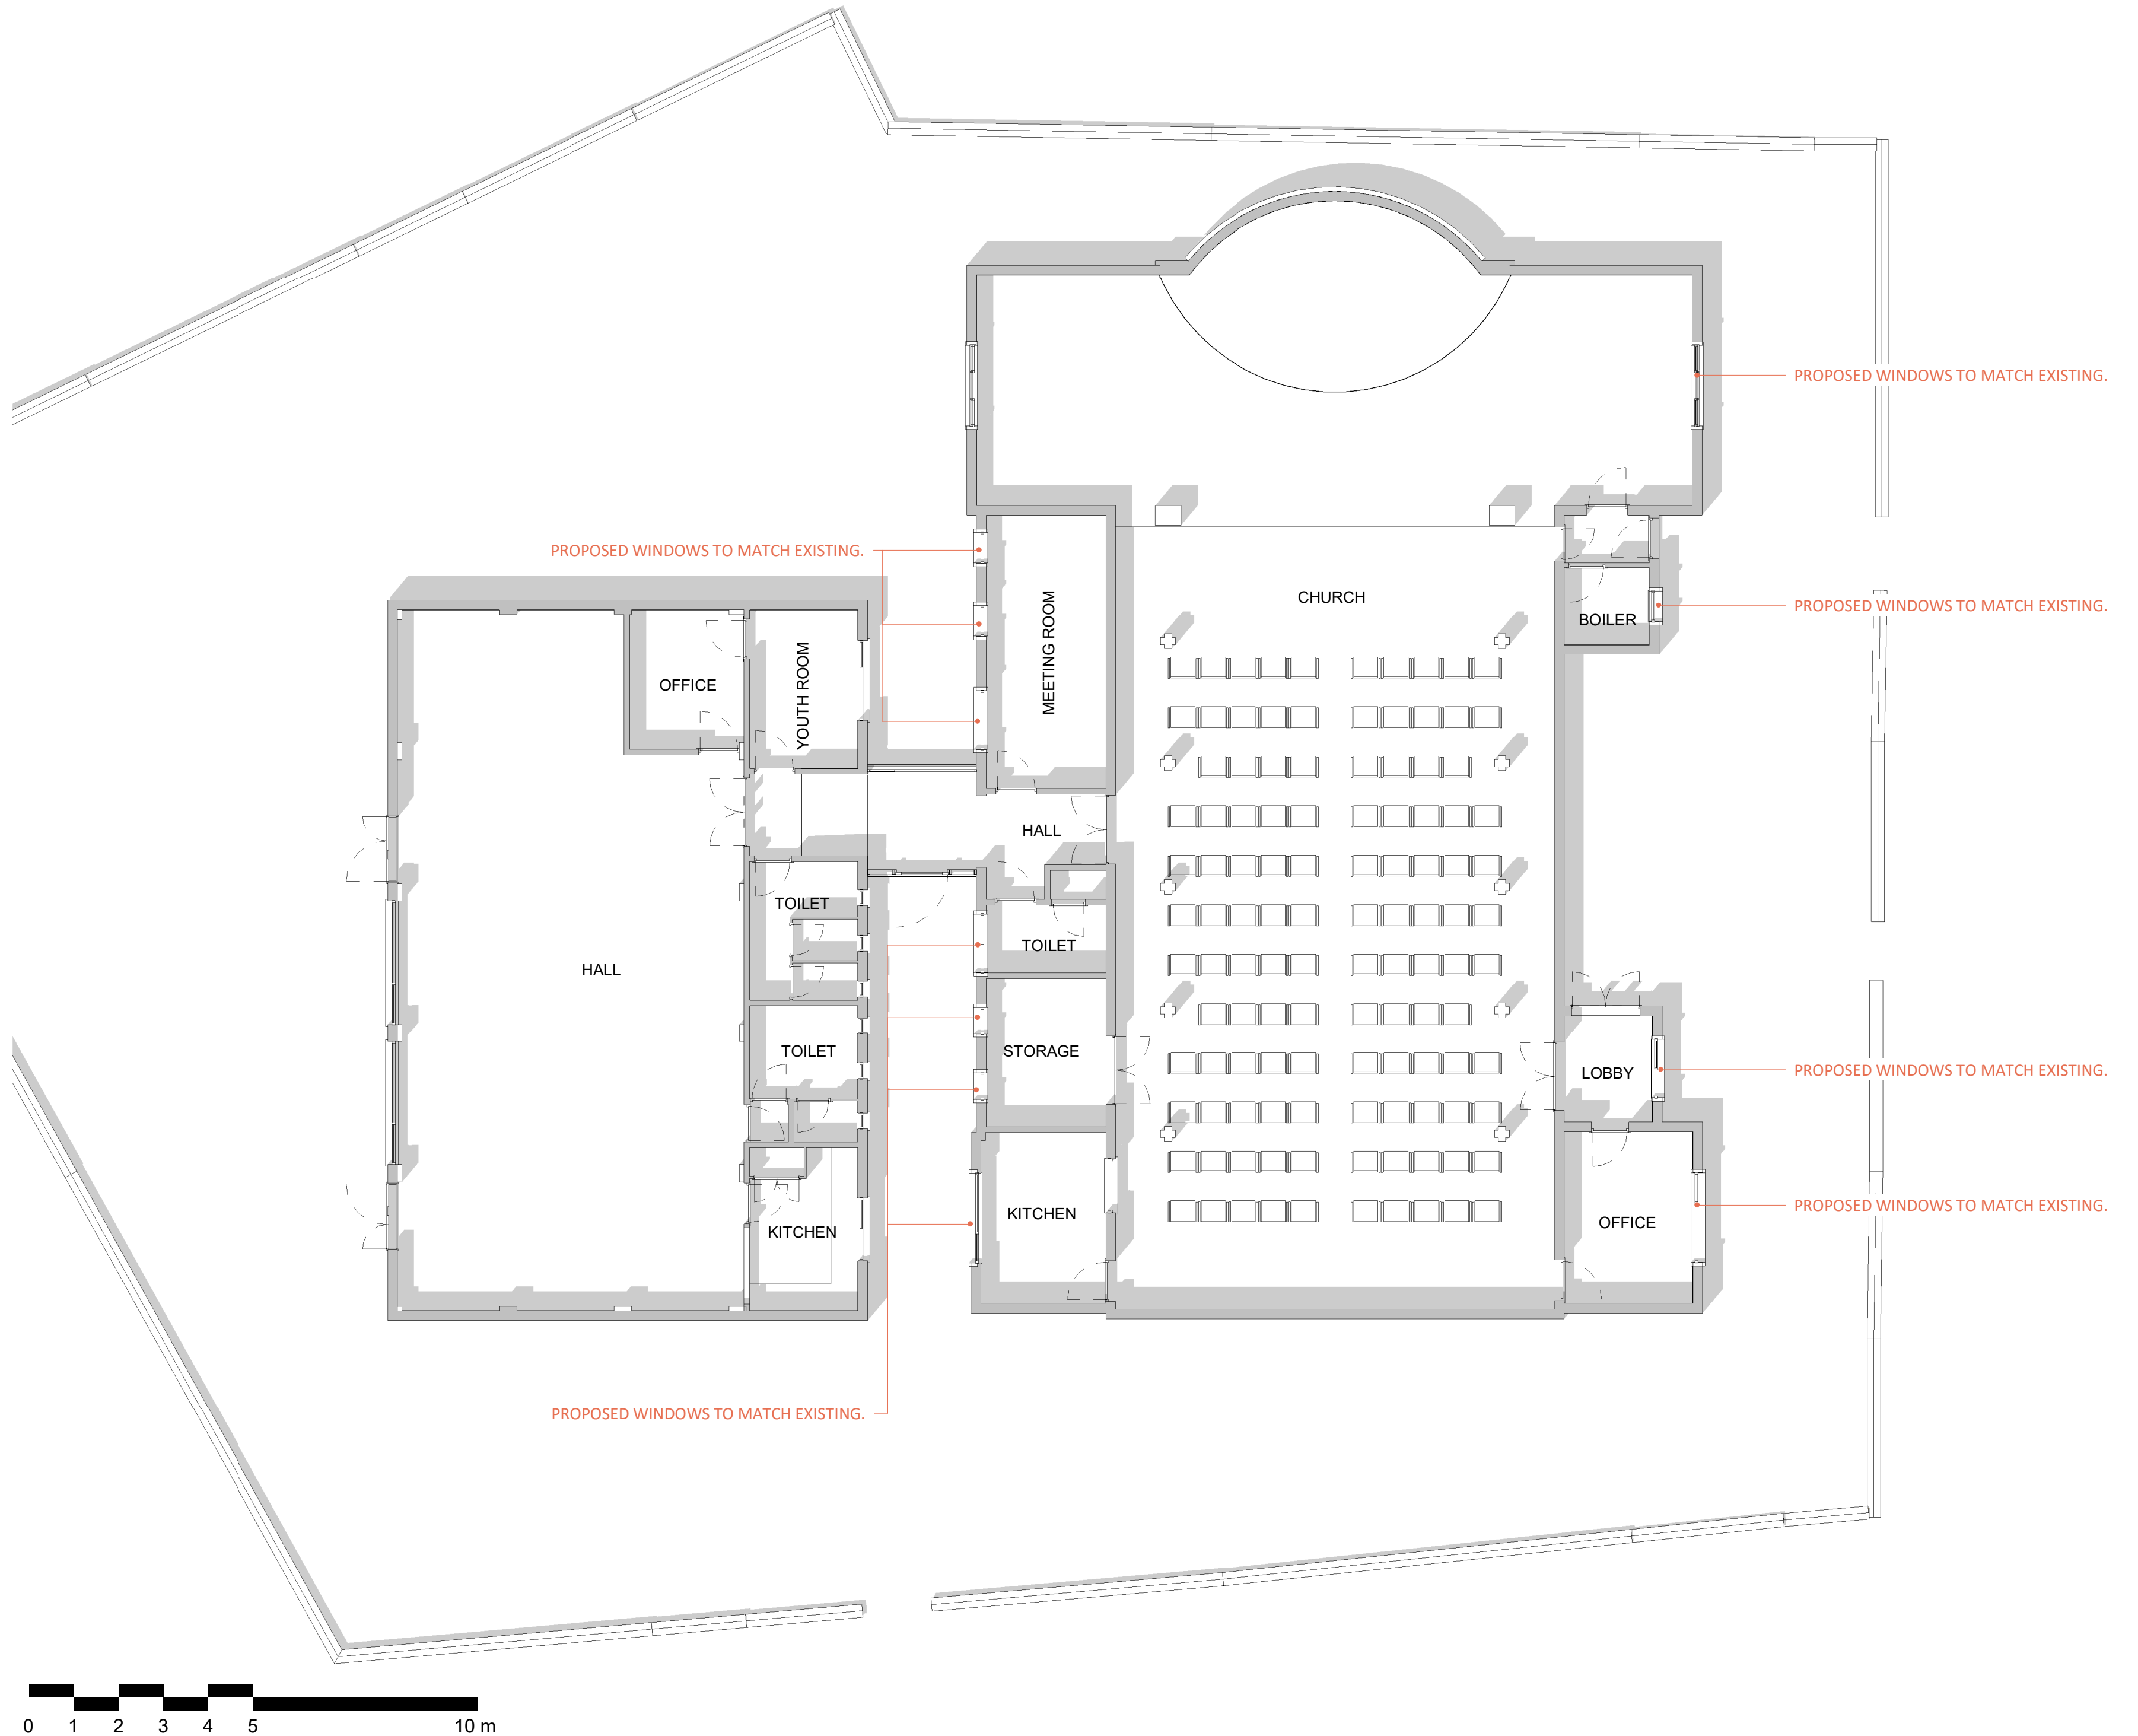 PROPOSED WINDOWS TO MATCH EXISTING.
PROPOSED WINDOWS TO MATCH EXISTING.
CHURCH
PROPOSED WINDOWS TO MATCH EXISTING.
BOILER
MEETING ROOM
OFFICE
YOUTH ROOM
HALL
TOILET
TOILET
HALL
TOILET
STORAGE
PROPOSED WINDOWS TO MATCH EXISTING.
LOBBY
PROPOSED WINDOWS TO MATCH EXISTING.
KITCHEN
OFFICE
KITCHEN
PROPOSED WINDOWS TO MATCH EXISTING.
0 1 2 3 4 5 10 m